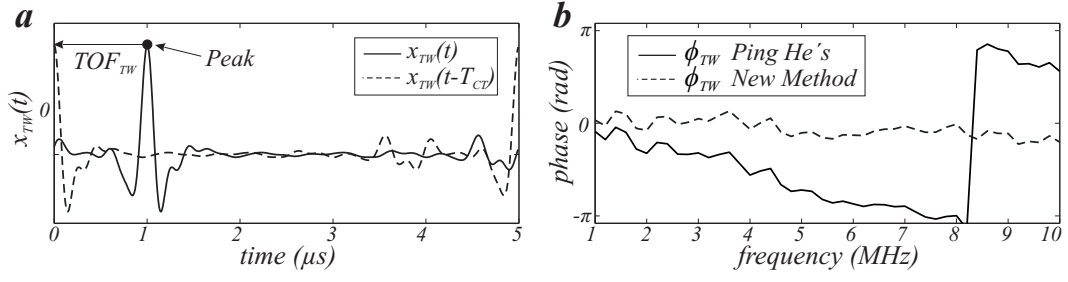 a
TOF_TW
Peak
x_TW(t)
x_TW(t-T_CT)
x_TW(t)
0
0 1 2 3 4 5
time (μs)
b
π
0
-π
ϕ_TW Ping He´s
ϕ_TW New Method
phase (rad)
1 2 3 4 5 6 7 8 9 10
frequency (MHz)